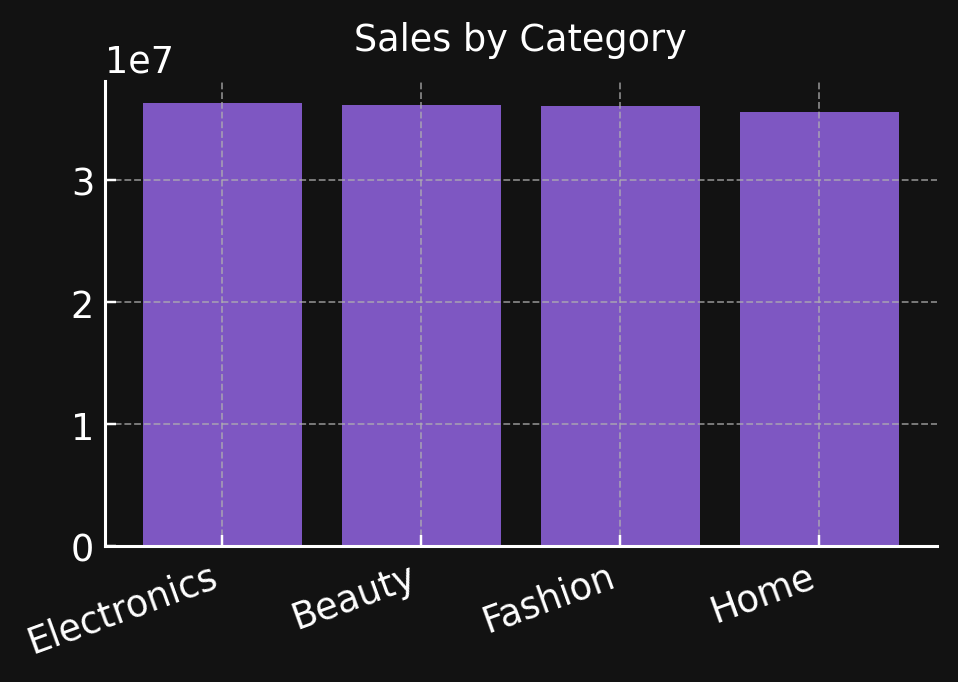 Sales by Category
1e7
3
2
1
0
Electronics
Beauty
Fashion
Home